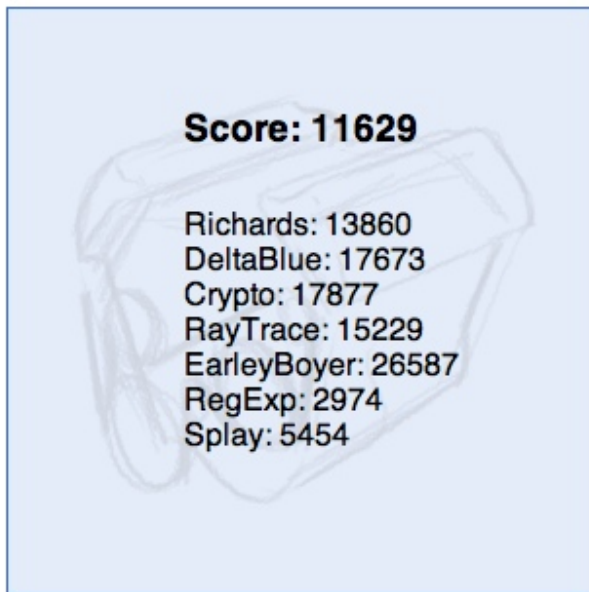 Score: 11629
Richards: 13860
DeltaBlue: 17673
Crypto: 17877
RayTrace: 15229
EarleyBoyer: 26587
RegExp: 2974
Splay: 5454